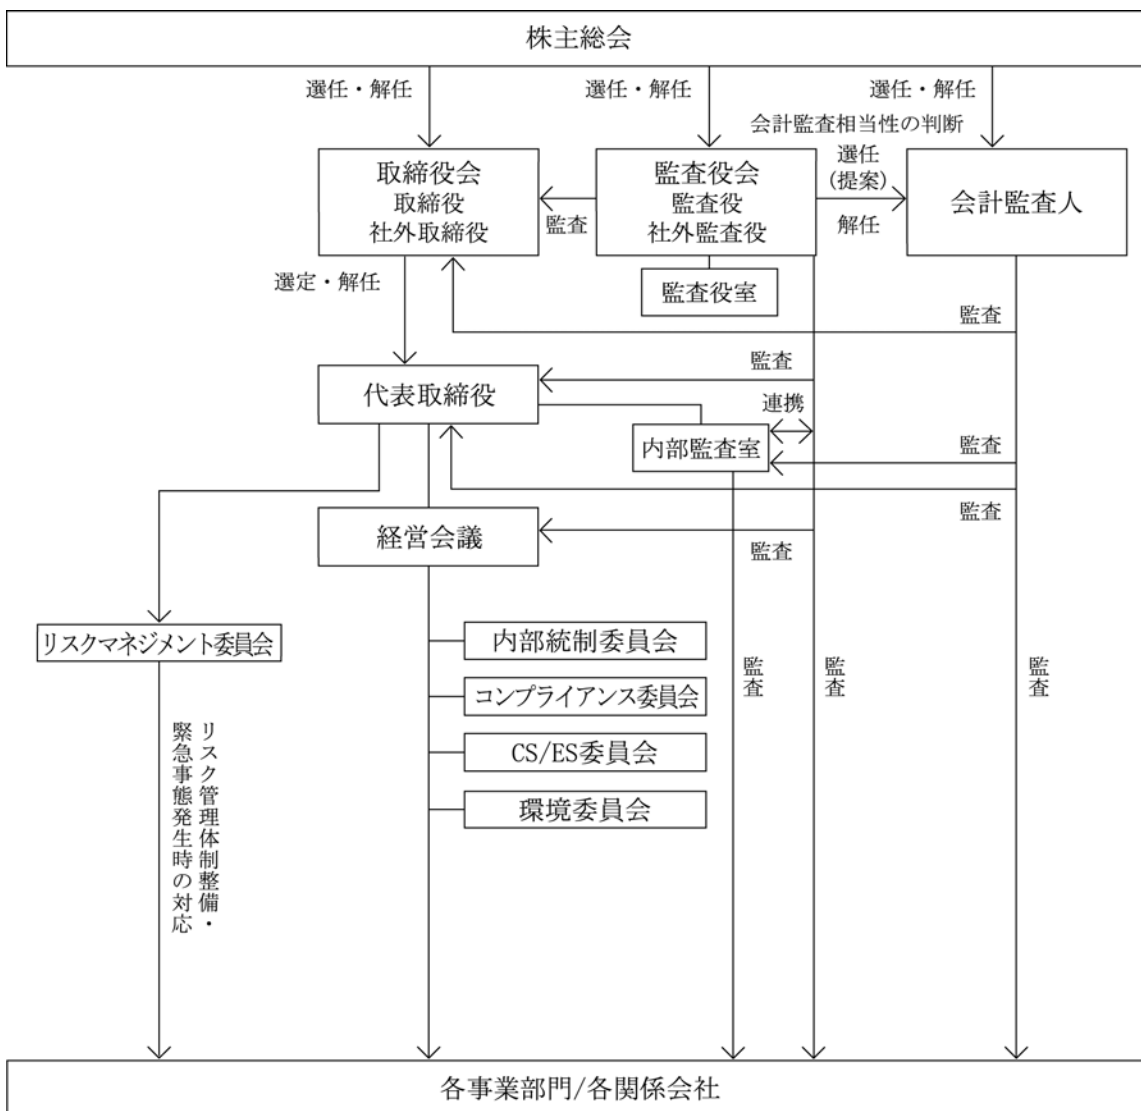 株主総会
選任・解任
選任・解任
選任・解任
会計監査相当性の判断
取締役会
取締役
社外取締役
監査
監査役会
監査役
社外監査役
選任
(提案)
解任
会計監査人
監査役室
選定・解任
監査
監査
代表取締役
連携
内部監査室
監査
監査
経営会議
監査
リスクマネジメント委員会
内部統制委員会
コンプライアンス委員会
CS/ES委員会
環境委員会
監査
監査
監査
リスク管理体制整備・
緊急事態発生時の対応
各事業部門/各関係会社